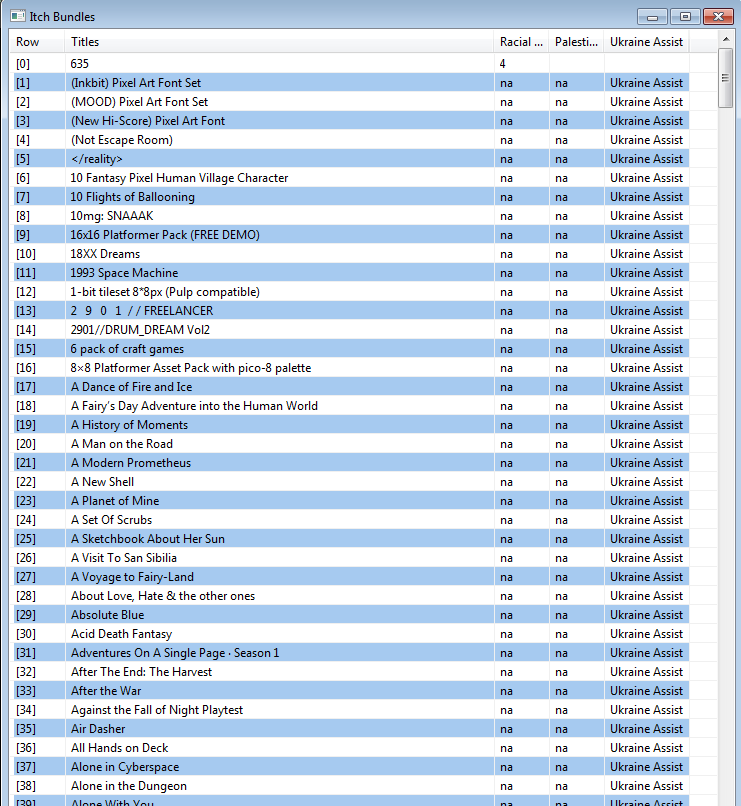 Itch Bundles
Row Titles Racial ... Palesti... Ukraine Assist
[0] 635 4
[1] (Inkbit) Pixel Art Font Set na na Ukraine Assist
[2] (MOOD) Pixel Art Font Set na na Ukraine Assist
[3] (New Hi-Score) Pixel Art Font na na Ukraine Assist
[4] (Not Escape Room) na na Ukraine Assist
[5] </reality> na na Ukraine Assist
[6] 10 Fantasy Pixel Human Village Character na na Ukraine Assist
[7] 10 Flights of Ballooning na na Ukraine Assist
[8] 10mg: SNAAAK na na Ukraine Assist
[9] 16x16 Platformer Pack (FREE DEMO) na na Ukraine Assist
[10] 18XX Dreams na na Ukraine Assist
[11] 1993 Space Machine na na Ukraine Assist
[12] 1-bit tileset 8*8px (Pulp compatible) na na Ukraine Assist
[13] 2 9 0 1 // FREELANCER na na Ukraine Assist
[14] 2901//DRUM_DREAM Vol2 na na Ukraine Assist
[15] 6 pack of craft games na na Ukraine Assist
[16] 8×8 Platformer Asset Pack with pico-8 palette na na Ukraine Assist
[17] A Dance of Fire and Ice na na Ukraine Assist
[18] A Fairy's Day Adventure into the Human World na na Ukraine Assist
[19] A History of Moments na na Ukraine Assist
[20] A Man on the Road na na Ukraine Assist
[21] A Modern Prometheus na na Ukraine Assist
[22] A New Shell na na Ukraine Assist
[23] A Planet of Mine na na Ukraine Assist
[24] A Set Of Scrubs na na Ukraine Assist
[25] A Sketchbook About Her Sun na na Ukraine Assist
[26] A Visit To San Sibilia na na Ukraine Assist
[27] A Voyage to Fairy-Land na na Ukraine Assist
[28] About Love, Hate & the other ones na na Ukraine Assist
[29] Absolute Blue na na Ukraine Assist
[30] Acid Death Fantasy na na Ukraine Assist
[31] Adventures On A Single Page · Season 1 na na Ukraine Assist
[32] After The End: The Harvest na na Ukraine Assist
[33] After the War na na Ukraine Assist
[34] Against the Fall of Night Playtest na na Ukraine Assist
[35] Air Dasher na na Ukraine Assist
[36] All Hands on Deck na na Ukraine Assist
[37] Alone in Cyberspace na na Ukraine Assist
[38] Alone in the Dungeon na na Ukraine Assist
[39] Alone With You na na Ukraine Assist